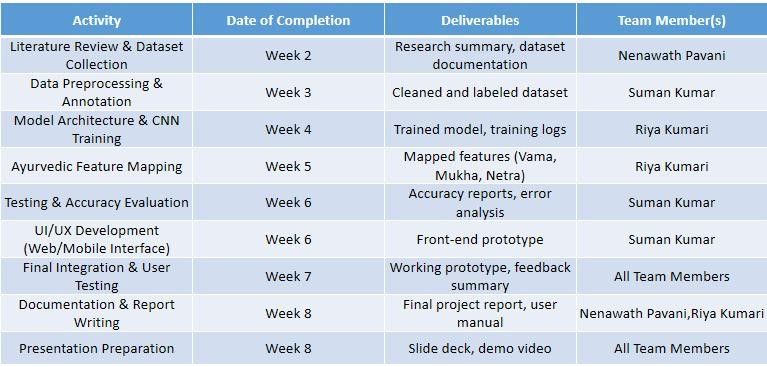 Activity
Date of Completion
Deliverables
Team Member(s)
Literature Review & Dataset
Collection
Week 2
Research summary, dataset
documentation
Nenawath Pavani
Data Preprocessing &
Annotation
Week 3
Cleaned and labeled dataset
Suman Kumar
Model Architecture & CNN
Training
Week 4
Trained model, training logs
Riya Kumari
Ayurvedic Feature Mapping
Week 5
Mapped features (Vama,
Mukha, Netra)
Riya Kumari
Testing & Accuracy Evaluation
Week 6
Accuracy reports, error
analysis
Suman Kumar
UI/UX Development
(Web/Mobile Interface)
Week 6
Front-end prototype
Suman Kumar
Final Integration & User
Testing
Week 7
Working prototype, feedback
summary
All Team Members
Documentation & Report
Writing
Week 8
Final project report, user
manual
Nenawath Pavani,Riya Kumari
Presentation Preparation
Week 8
Slide deck, demo video
All Team Members